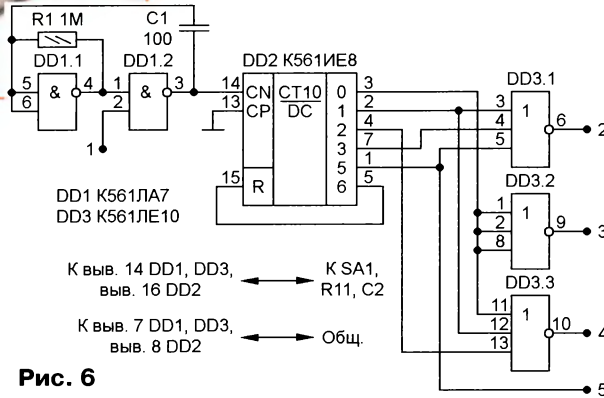 R1 1M
C1
100
DD1.1
DD1.2
5
6
&
4
1
2
&
3
1
DD2 К561ИЕ8
14
13
15
CN
CP
R
CT10
DC
0
1
2
3
5
6
3
2
4
7
1
5
DD3.1
3
4
5
1
6
2
DD3.2
1
2
8
1
9
3
DD3.3
11
12
13
1
10
4
5
DD1 К561ЛА7
DD3 К561ЛЕ10
К выв. 14 DD1, DD3,
выв. 16 DD2
К SA1,
R11, C2
К выв. 7 DD1, DD3,
выв. 8 DD2
Общ.
Рис. 6